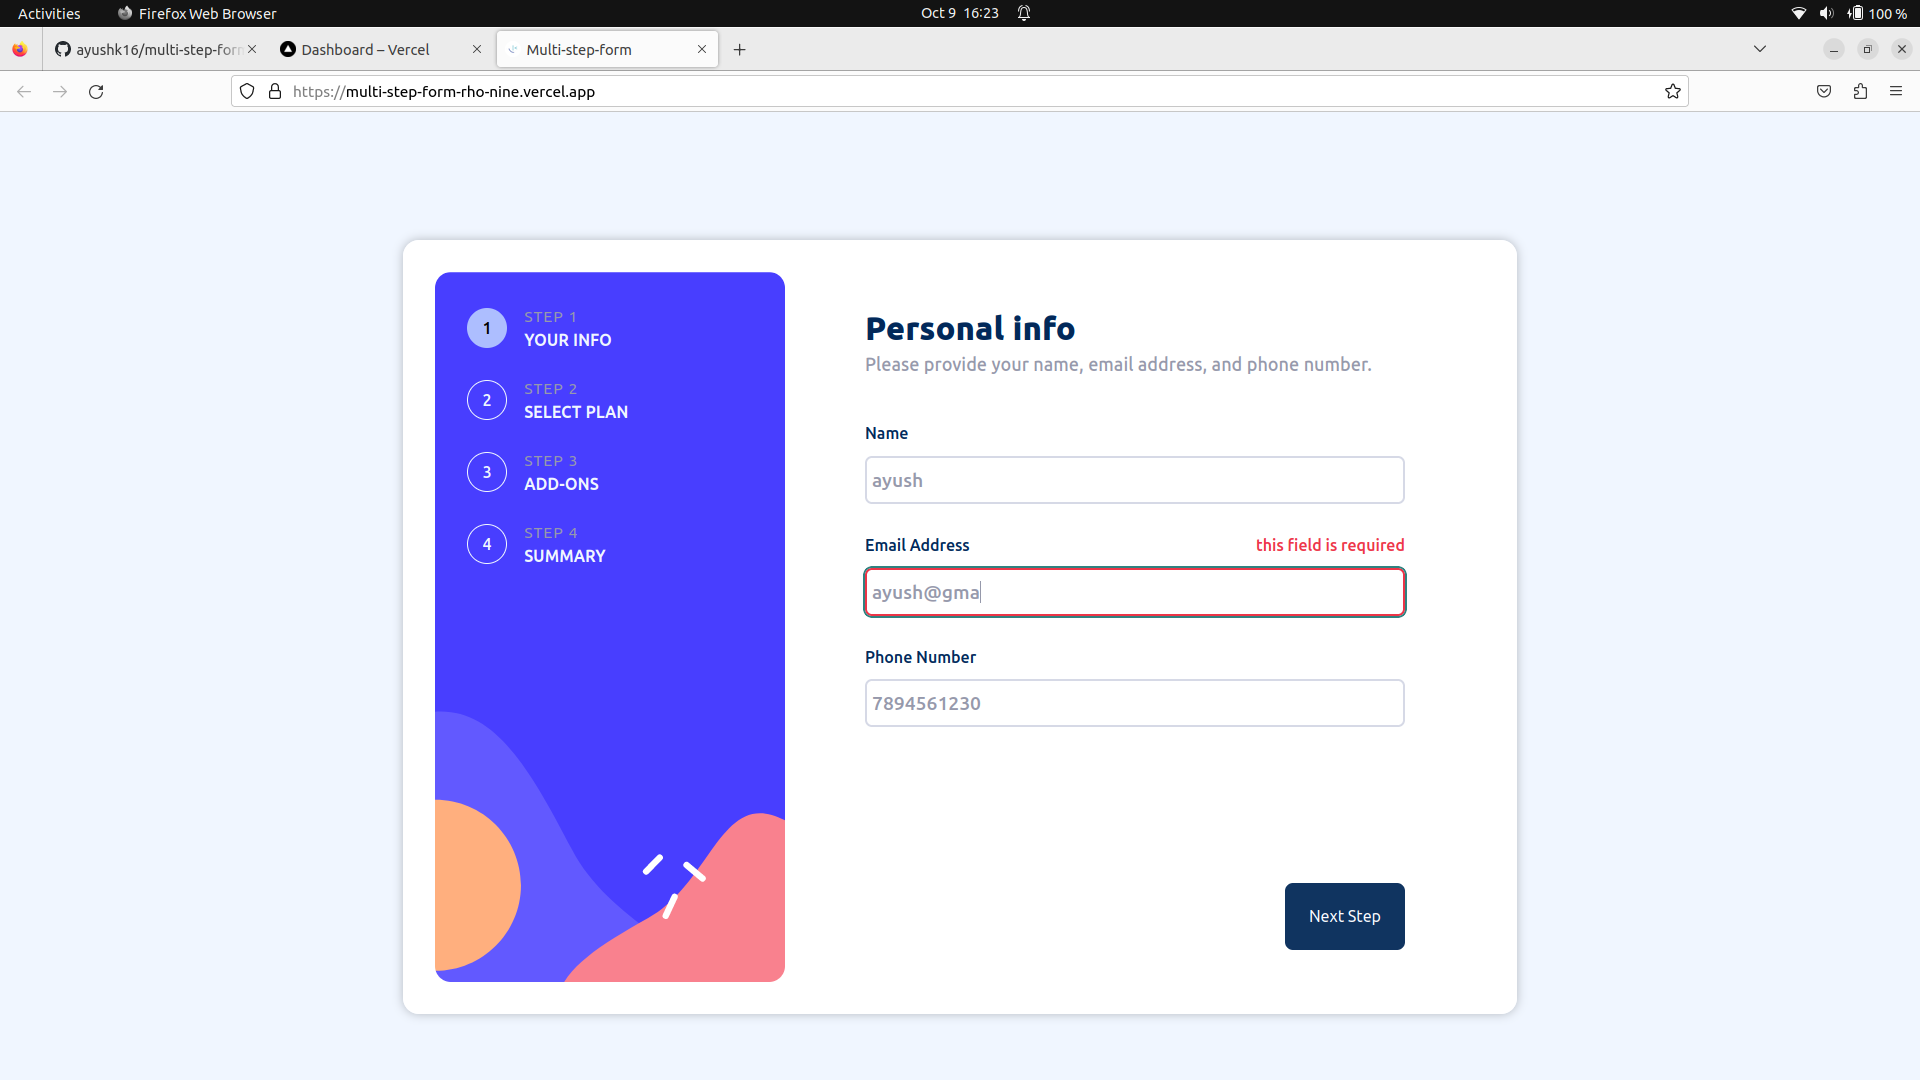 Activities
Firefox Web Browser
Oct 9 16:23
100 %
ayushk16/multi-step-form
Dashboard – Vercel
Multi-step-form
https://multi-step-form-rho-nine.vercel.app
1
STEP 1
YOUR INFO
2
STEP 2
SELECT PLAN
3
STEP 3
ADD-ONS
4
STEP 4
SUMMARY
Personal info
Please provide your name, email address, and phone number.
Name
ayush
Email Address
this field is required
ayush@gma
Phone Number
7894561230
Next Step